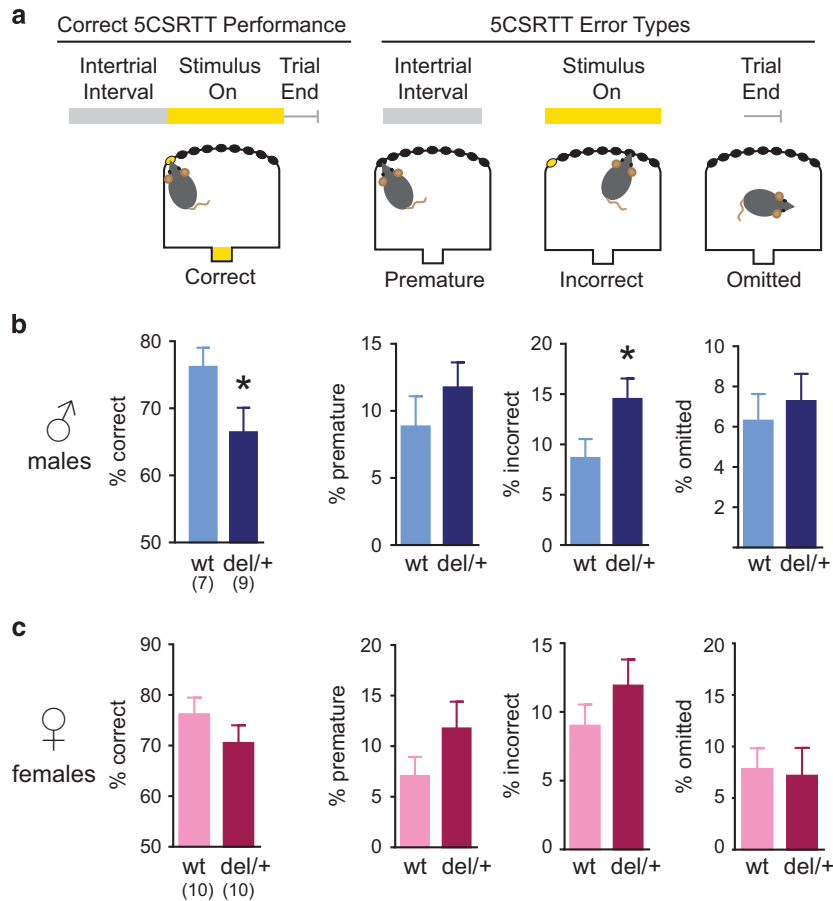 a
Correct 5CSRTT Performance
5CSRTT Error Types
Intertrial
Interval
Stimulus
On
Trial
End
Intertrial
Interval
Stimulus
On
Trial
End
Correct
Premature
Incorrect
Omitted
b
♂
males
% correct
80
70
60
50
wt
(7)
del/+
(9)
*
% premature
15
10
5
0
wt
del/+
% incorrect
20
15
10
5
0
wt
del/+
*
% omitted
10
8
6
4
2
wt
del/+
c
♀
females
% correct
90
80
70
60
50
wt
(10)
del/+
(10)
% premature
20
15
10
5
0
wt
del/+
% incorrect
15
10
5
0
wt
del/+
% omitted
20
15
10
5
0
wt
del/+